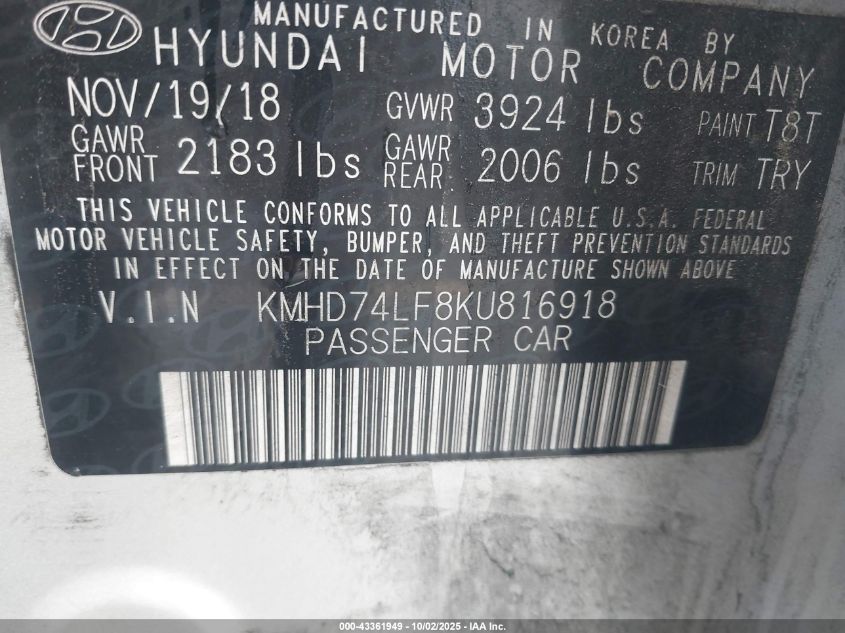 MANUFACTURED IN KOREA BY
HYUNDAI MOTOR COMPANY
NOV/19/18 GVWR 3924 lbs PAINT T8T
GAWR FRONT 2183 lbs GAWR REAR 2006 lbs TRIM TRY
THIS VEHICLE CONFORMS TO ALL APPLICABLE U.S.A. FEDERAL
MOTOR VEHICLE SAFETY, BUMPER, AND THEFT PREVENTION STANDARDS
IN EFFECT ON THE DATE OF MANUFACTURE SHOWN ABOVE
V.I.N KMHD74LF8KU816918
PASSENGER CAR
000-43361949 - 10/02/2025 - IAA Inc.